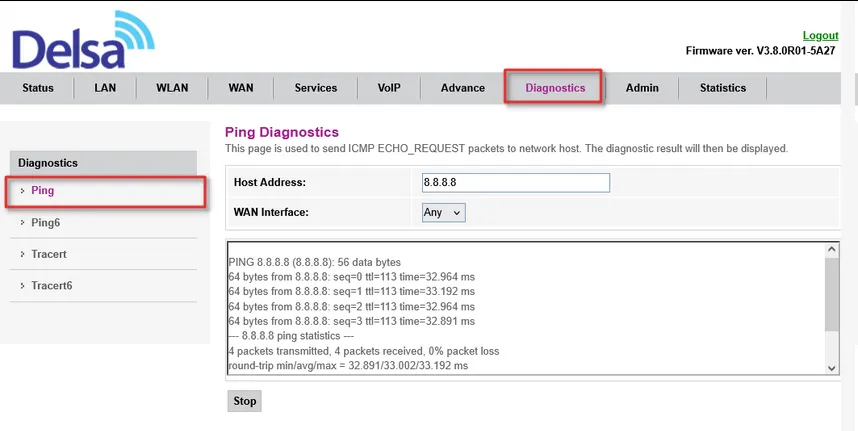 Delsa
Logout
Firmware ver. V3.8.0R01-5A27
Status LAN WLAN WAN Services VoIP Advance Diagnostics Admin Statistics
Diagnostics
Ping
Ping6
Tracert
Tracert6
Ping Diagnostics
This page is used to send ICMP ECHO_REQUEST packets to network host. The diagnostic result will then be displayed.
Host Address: 8.8.8.8
WAN Interface: Any
PING 8.8.8.8 (8.8.8.8): 56 data bytes
64 bytes from 8.8.8.8: seq=0 ttl=113 time=32.964 ms
64 bytes from 8.8.8.8: seq=1 ttl=113 time=33.192 ms
64 bytes from 8.8.8.8: seq=2 ttl=113 time=32.964 ms
64 bytes from 8.8.8.8: seq=3 ttl=113 time=32.891 ms
--- 8.8.8.8 ping statistics ---
4 packets transmitted, 4 packets received, 0% packet loss
round-trip min/avg/max = 32.891/33.002/33.192 ms
Stop